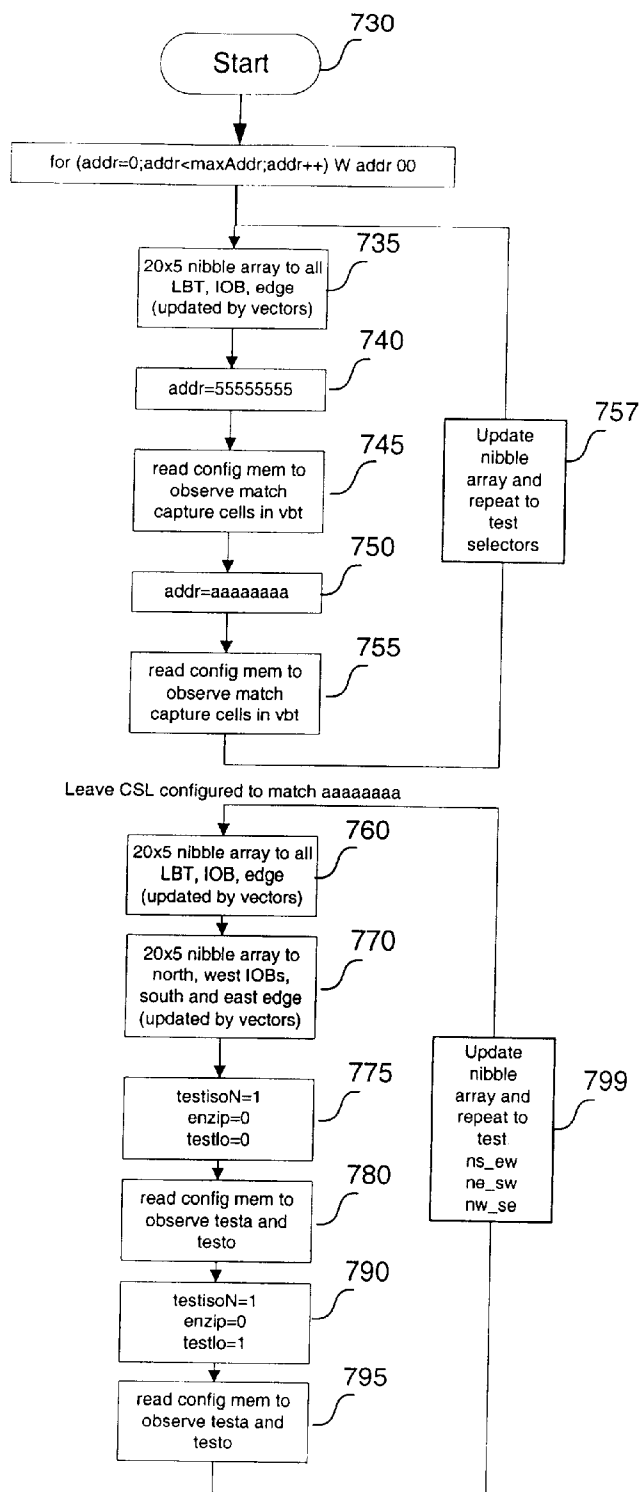 730
Start
for (addr=0;addr<maxAddr;addr++) W addr 00
735
20x5 nibble array to all
LBT, IOB, edge
(updated by vectors)
740
addr=55555555
745
read config mem to
observe match
capture cells in vbt
750
addr=aaaaaaaa
755
read config mem to
observe match
capture cells in vbt
757
Update
nibble
array and
repeat to
test
selectors
Leave CSL configured to match aaaaaaaa
760
20x5 nibble array to all
LBT, IOB, edge
(updated by vectors)
770
20x5 nibble array to
north, west IOBs,
south and east edge
(updated by vectors)
775
testisoN=1
enzip=0
testlo=0
780
read config mem to
observe testa and
testo
790
testisoN=1
enzip=0
testlo=1
795
read config mem to
observe testa and
testo
799
Update
nibble
array and
repeat to
test
ns_ew
ne_sw
nw_se